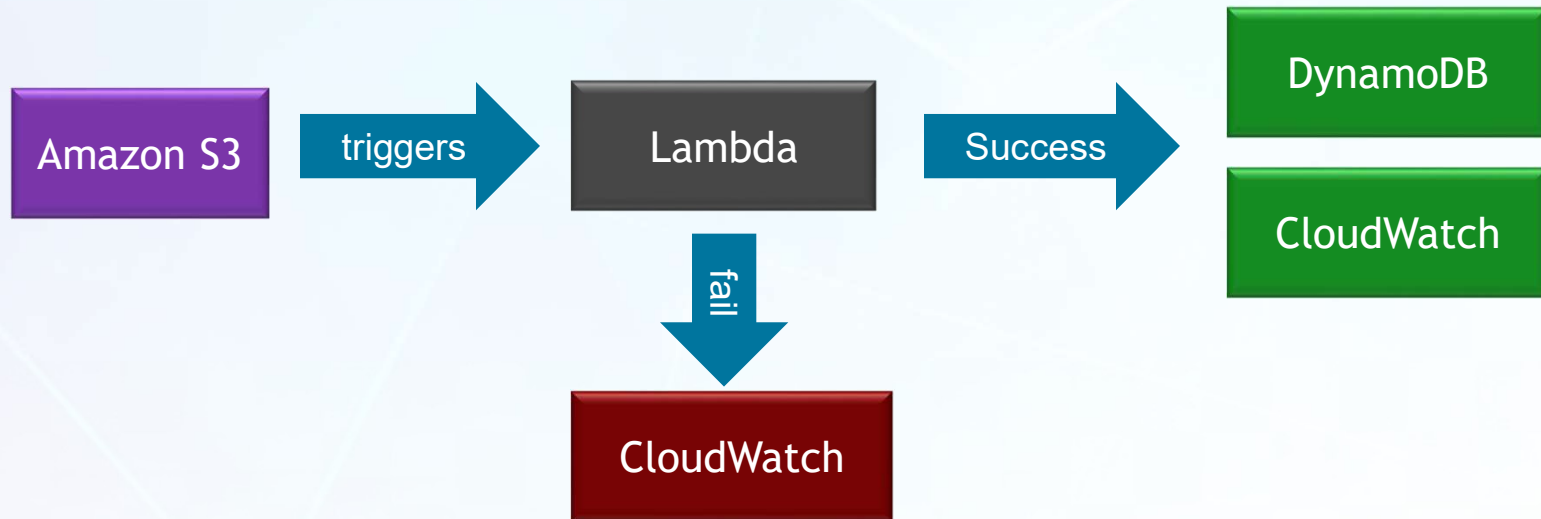 Amazon S3
triggers
Lambda
Success
DynamoDB
CloudWatch
fail
CloudWatch